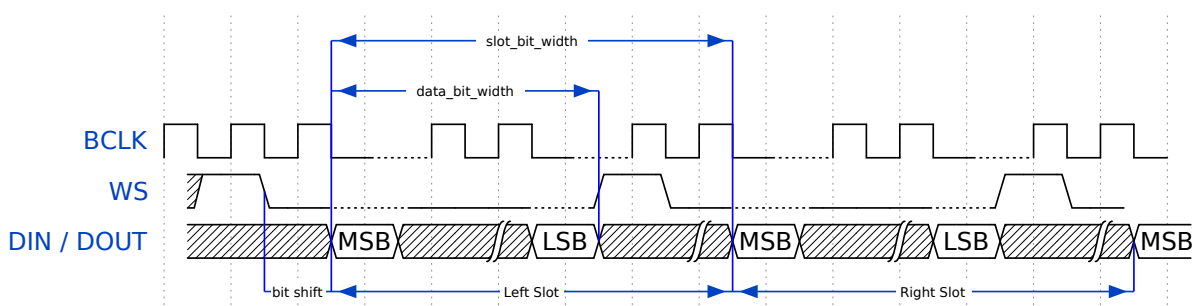 slot_bit_width
data_bit_width
BCLK
WS
DIN / DOUT
MSB
LSB
MSB
LSB
MSB
bit shift
Left Slot
Right Slot